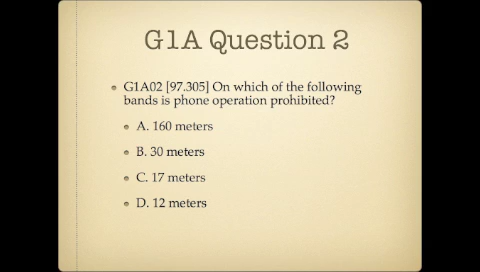 G1A Question 2
G1A02 [97.305] On which of the following
bands is phone operation prohibited?
A. 160 meters
B. 30 meters
C. 17 meters
D. 12 meters